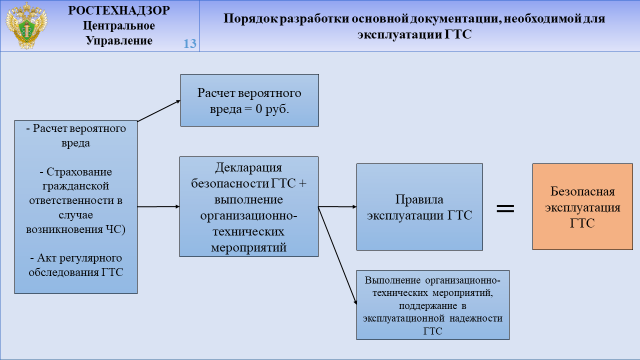 РОСТЕХНАДЗОР
Центральное
Управление
13
Порядок разработки основной документации, необходимой для
эксплуатации ГТС
Расчет вероятного
вреда = 0 руб.
- Расчет вероятного
вреда
- Страхование
гражданской
ответственности в
случае
возникновения ЧС)
- Акт регулярного
обследования ГТС
Декларация
безопасности ГТС +
выполнение
организационно-
технических
мероприятий
Правила
эксплуатации ГТС
=
Безопасная
эксплуатация
ГТС
Выполнение организационно-
технических мероприятий,
поддержание в
эксплуатационной надежности
ГТС